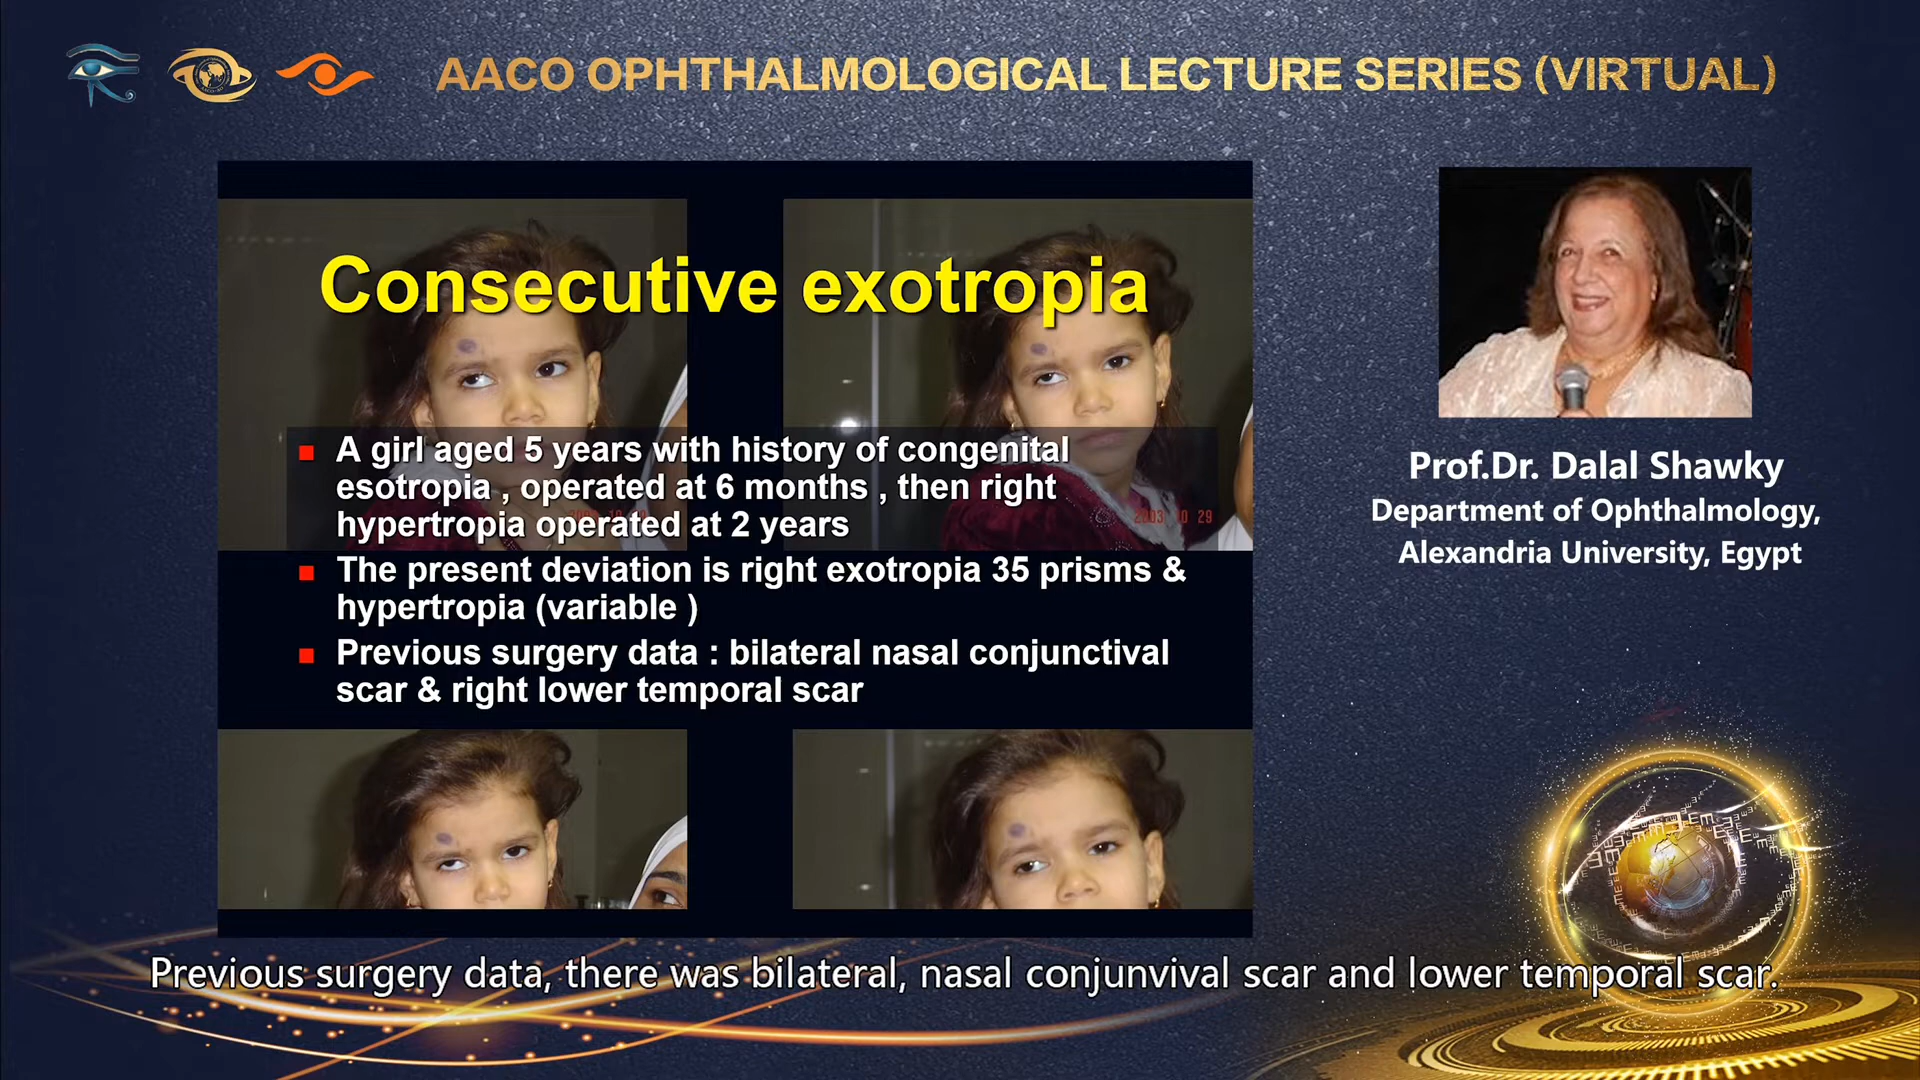 AACO OPHTHALMOLOGICAL LECTURE SERIES (VIRTUAL)
Consecutive exotropia
A girl aged 5 years with history of congenital
esotropia , operated at 6 months , then right
hypertropia operated at 2 years
2003 10 29
The present deviation is right exotropia 35 prisms &
hypertropia (variable )
Previous surgery data : bilateral nasal conjunctival
scar & right lower temporal scar
Prof.Dr. Dalal Shawky
Department of Ophthalmology,
Alexandria University, Egypt
Previous surgery data, there was bilateral, nasal conjunvival scar and lower temporal scar.